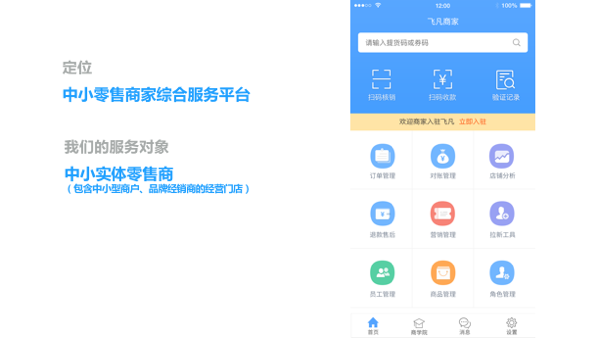 定位
中小零售商家综合服务平台
我们的服务对象
中小实体零售商
（包含中小型商户、品牌经销商的经营门店）
12:00
100%
飞凡商家
请输入提货码或券码
扫码核销
扫码收款
验证记录
欢迎商家入驻飞凡 立即入驻
订单管理
对账管理
店铺分析
退款售后
营销管理
拉新工具
员工管理
商品管理
角色管理
首页
商学院
消息
设置